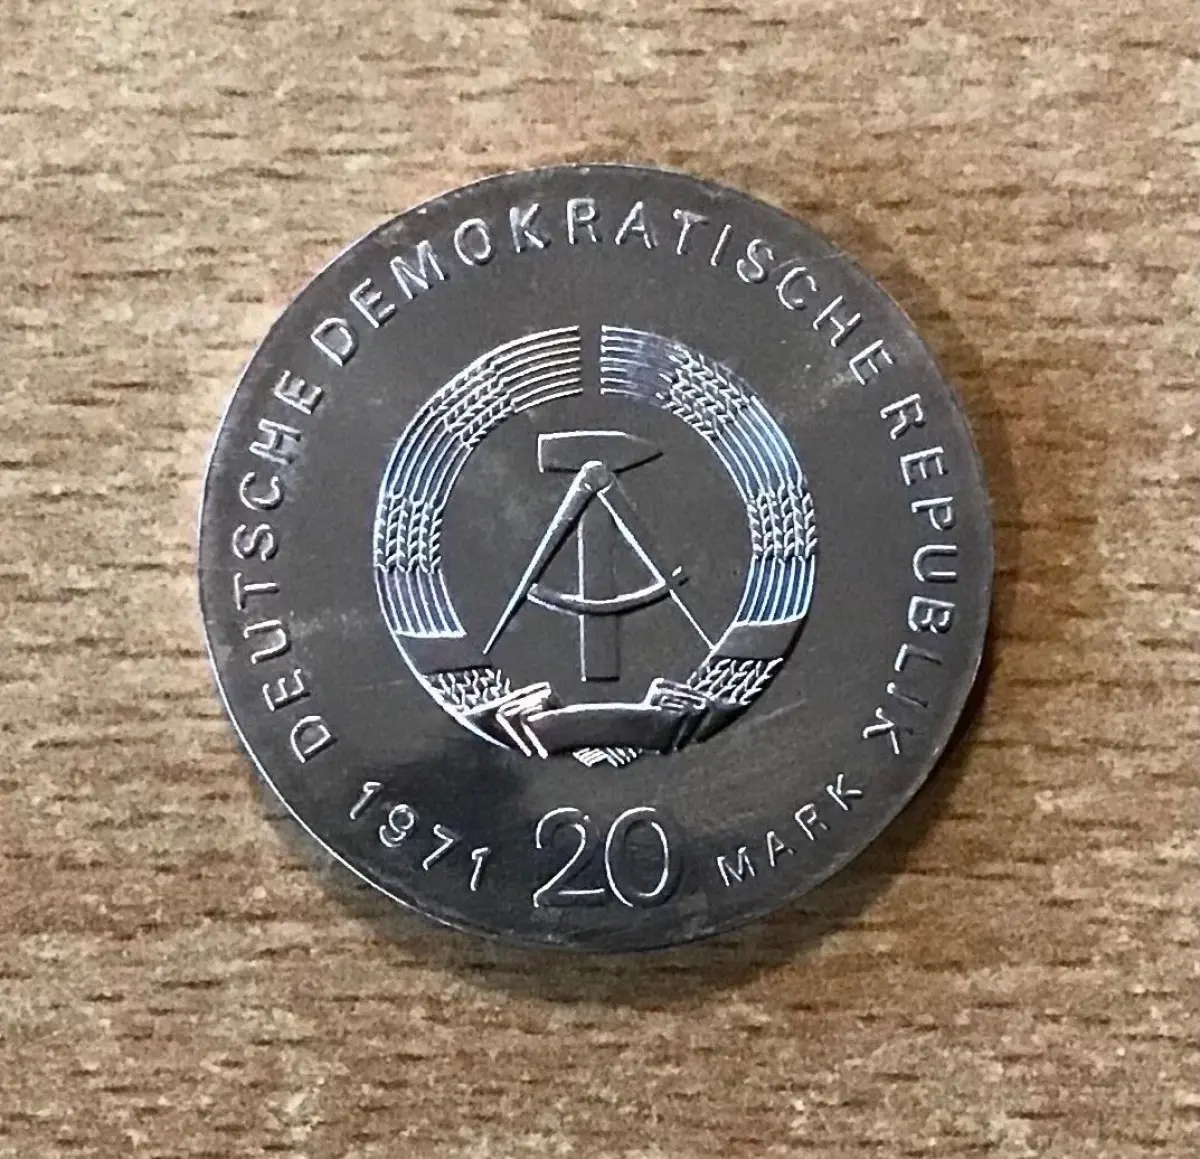 DEUTSCHE DEMOKRATISCHE REPUBLIK
1971 20 MARK